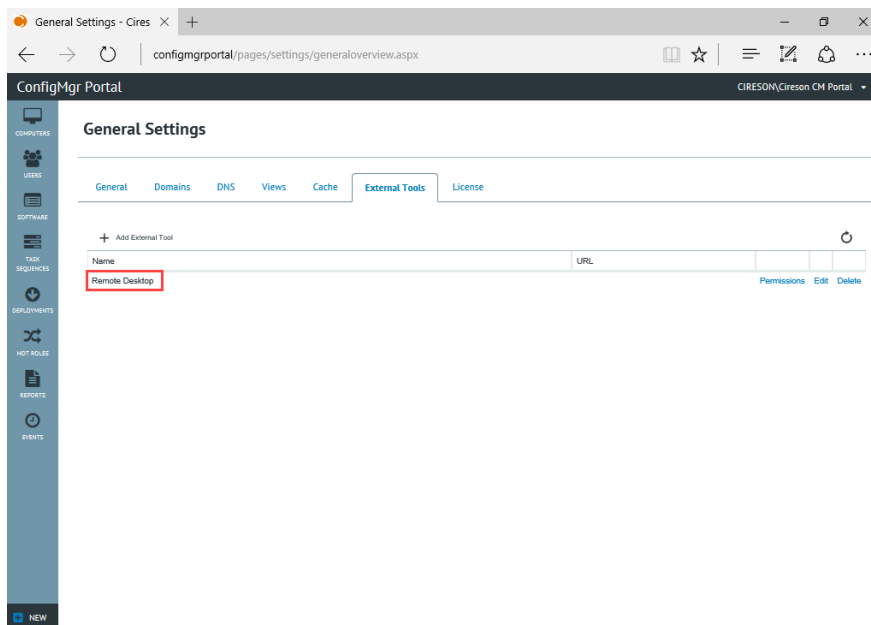 General Settings - Cires
configmgrportal/pages/settings/generaloverview.aspx
ConfigMgr Portal CIRESON\Cireson CM Portal
COMPUTERS
USERS
SOFTWARE
TASK
SEQUENCES
DEPLOYMENTS
MDT ROLES
REPORTS
EVENTS
NEW
General Settings
General Domains DNS Views Cache External Tools License
Add External Tool
Name URL
Remote Desktop Permissions Edit Delete